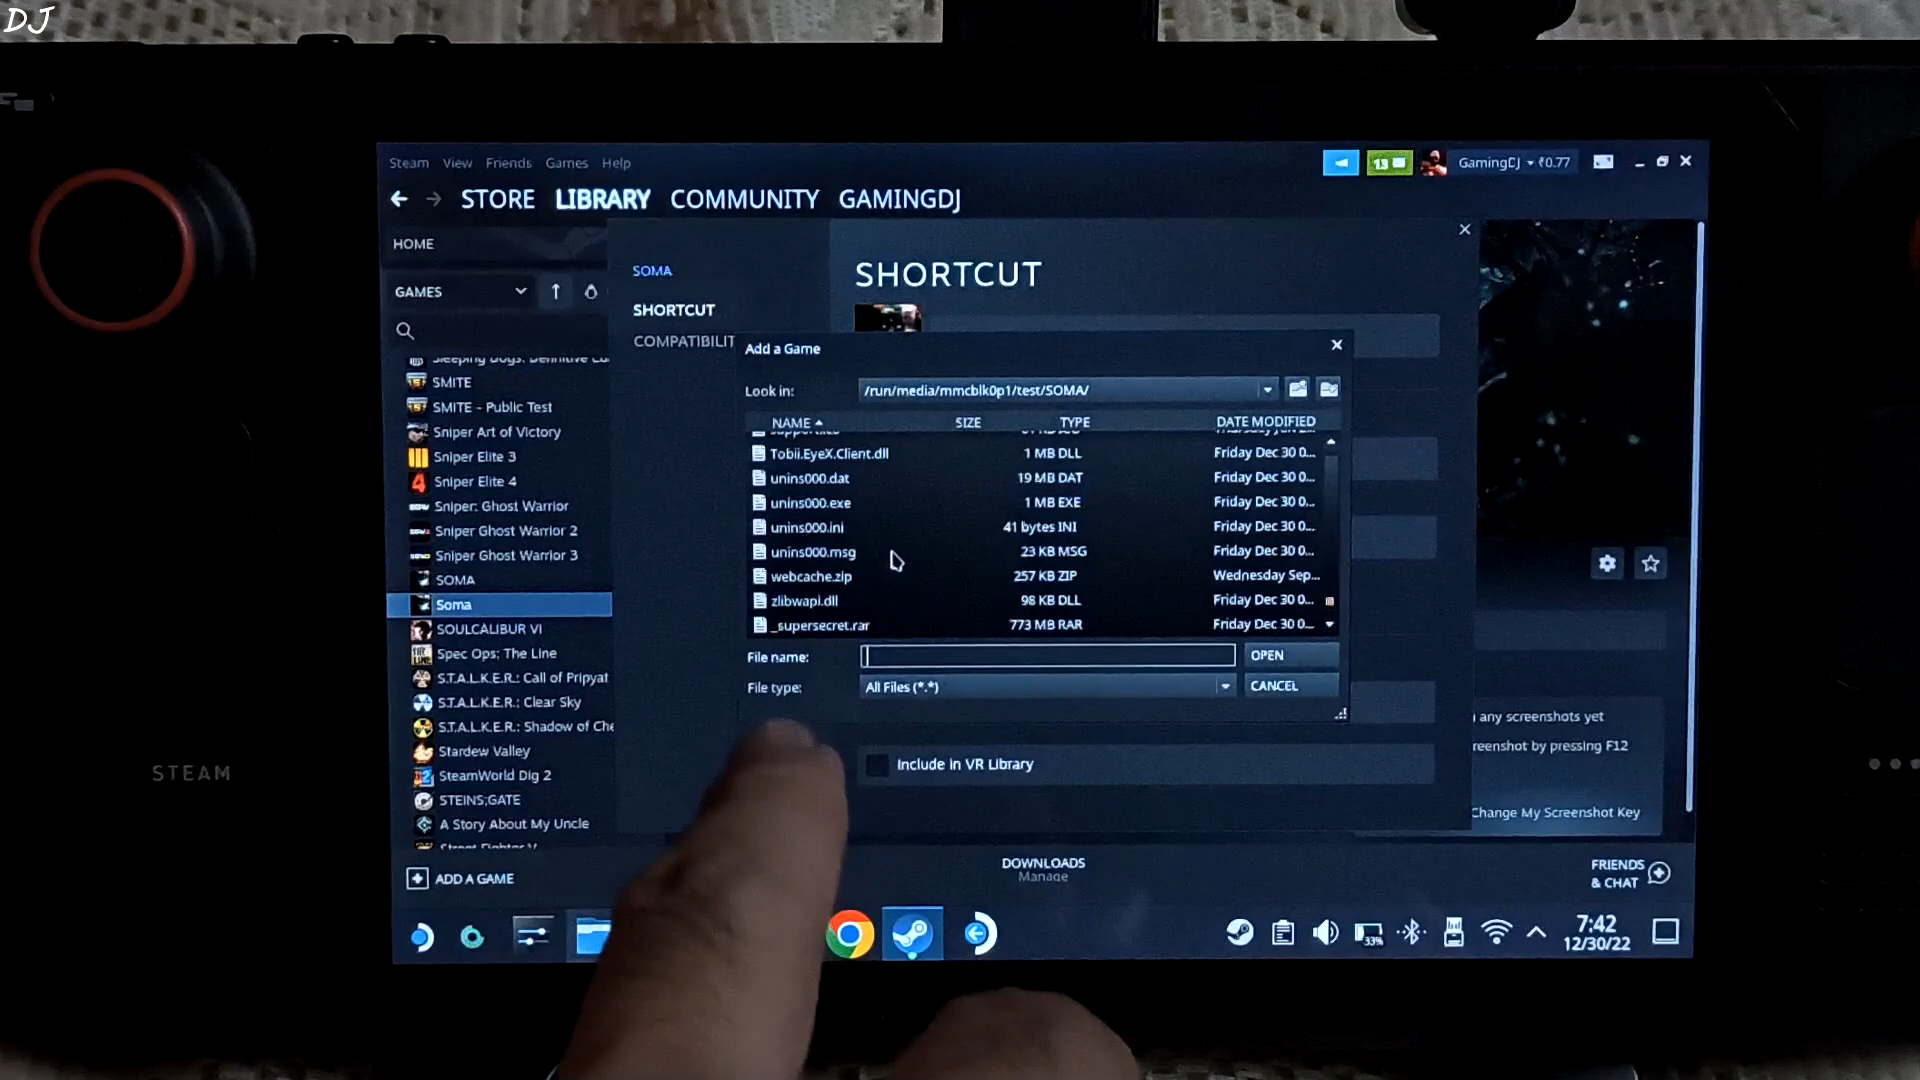 DJ
Steam View Friends Games Help
13
GamingDJ ₹0.77
STORE LIBRARY COMMUNITY GAMINGDJ
HOME
GAMES
SMITE
SMITE - Public Test
Sniper Art of Victory
Sniper Elite 3
Sniper Elite 4
Sniper: Ghost Warrior
Sniper Ghost Warrior 2
Sniper Ghost Warrior 3
SOMA
Soma
SOULCALIBUR VI
Spec Ops: The Line
S.T.A.L.K.E.R.: Call of Pripyat
S.T.A.L.K.E.R.: Clear Sky
S.T.A.L.K.E.R.: Shadow of Che
Stardew Valley
SteamWorld Dig 2
STEINS;GATE
A Story About My Uncle
Street Fighter V
SOMA
SHORTCUT
COMPATIBILIT
SHORTCUT
Add a Game
Look in: /run/media/mmcblk0p1/test/SOMA/
NAME SIZE TYPE DATE MODIFIED
Tobii.EyeX.Client.dll 1 MB DLL Friday Dec 30 0...
unins000.dat 19 MB DAT Friday Dec 30 0...
unins000.exe 1 MB EXE Friday Dec 30 0...
unins000.ini 41 bytes INI Friday Dec 30 0...
unins000.msg 23 KB MSG Friday Dec 30 0...
webcache.zip 257 KB ZIP Wednesday Sep...
zlibwapi.dll 98 KB DLL Friday Dec 30 0...
_supersecret.rar 773 MB RAR Friday Dec 30 0...
File name: OPEN
File type: All Files (*.*) CANCEL
Include in VR Library
any screenshots yet
reenshot by pressing F12
Change My Screenshot Key
ADD A GAME
DOWNLOADS
Manage
FRIENDS
& CHAT
33%
7:42
12/30/22
STEAM